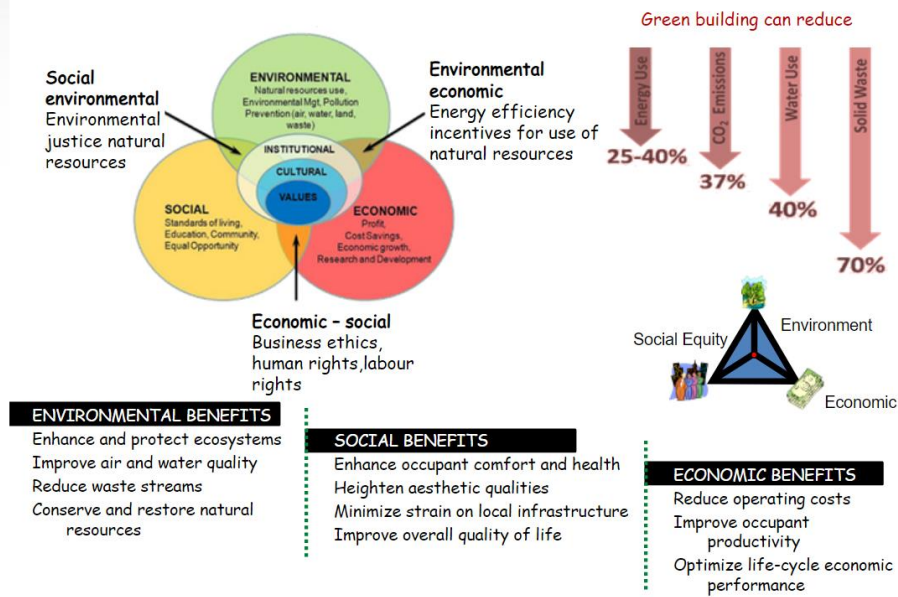 Green building can reduce
Energy Use
CO₂ Emissions
Water Use
Solid Waste
25-40%
37%
40%
70%
Social
environmental
Environmental
justice natural
resources
ENVIRONMENTAL
Natural resources use,
Environmental Mgt, Pollution
Prevention (air, water, land,
waste)
Environmental
economic
Energy efficiency
incentives for use of
natural resources
INSTITUTIONAL
CULTURAL
VALUES
SOCIAL
Standards of living,
Education, Community,
Equal Opportunity
ECONOMIC
Profit,
Cost Savings,
Economic growth,
Research and Development
Economic – social
Business ethics,
human rights,labour
rights
Social Equity
Environment
Economic
ENVIRONMENTAL BENEFITS
Enhance and protect ecosystems
Improve air and water quality
Reduce waste streams
Conserve and restore natural
resources
SOCIAL BENEFITS
Enhance occupant comfort and health
Heighten aesthetic qualities
Minimize strain on local infrastructure
Improve overall quality of life
ECONOMIC BENEFITS
Reduce operating costs
Improve occupant
productivity
Optimize life-cycle economic
performance